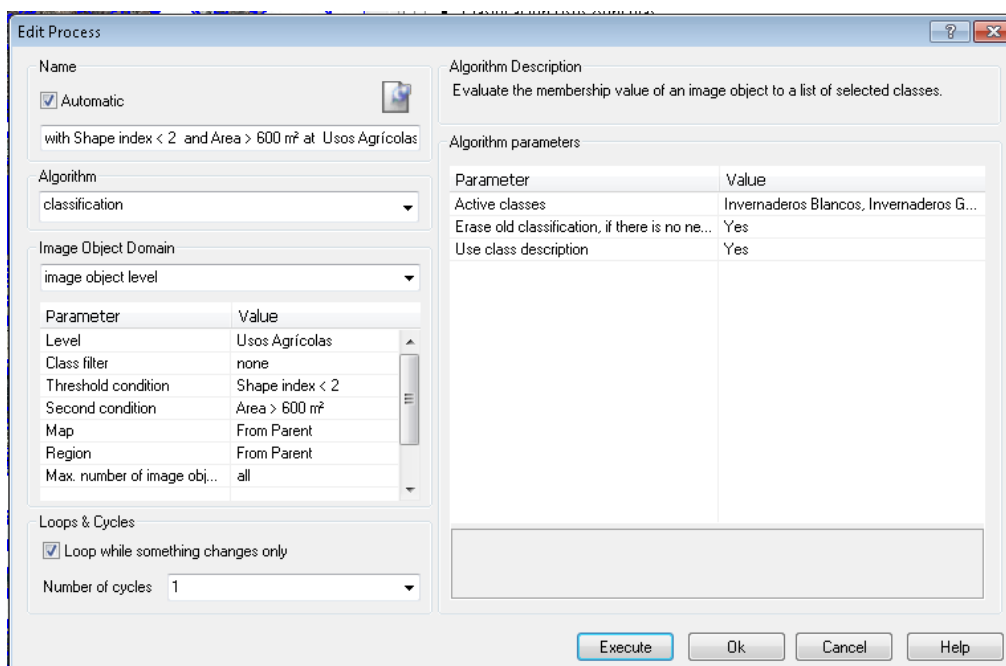 Edit Process
Name
Automatic
with Shape index < 2 and Area > 600 m² at Usos Agrícolas
Algorithm
classification
Image Object Domain
image object level
Parameter Value
Level Usos Agrícolas
Class filter none
Threshold condition Shape index < 2
Second condition Area > 600 m²
Map From Parent
Region From Parent
Max. number of image obj... all
Loops & Cycles
Loop while something changes only
Number of cycles 1
Algorithm Description
Evaluate the membership value of an image object to a list of selected classes.
Algorithm parameters
Parameter Value
Active classes Invernaderos Blancos, Invernaderos G...
Erase old classification, if there is no ne... Yes
Use class description Yes
Execute Ok Cancel Help